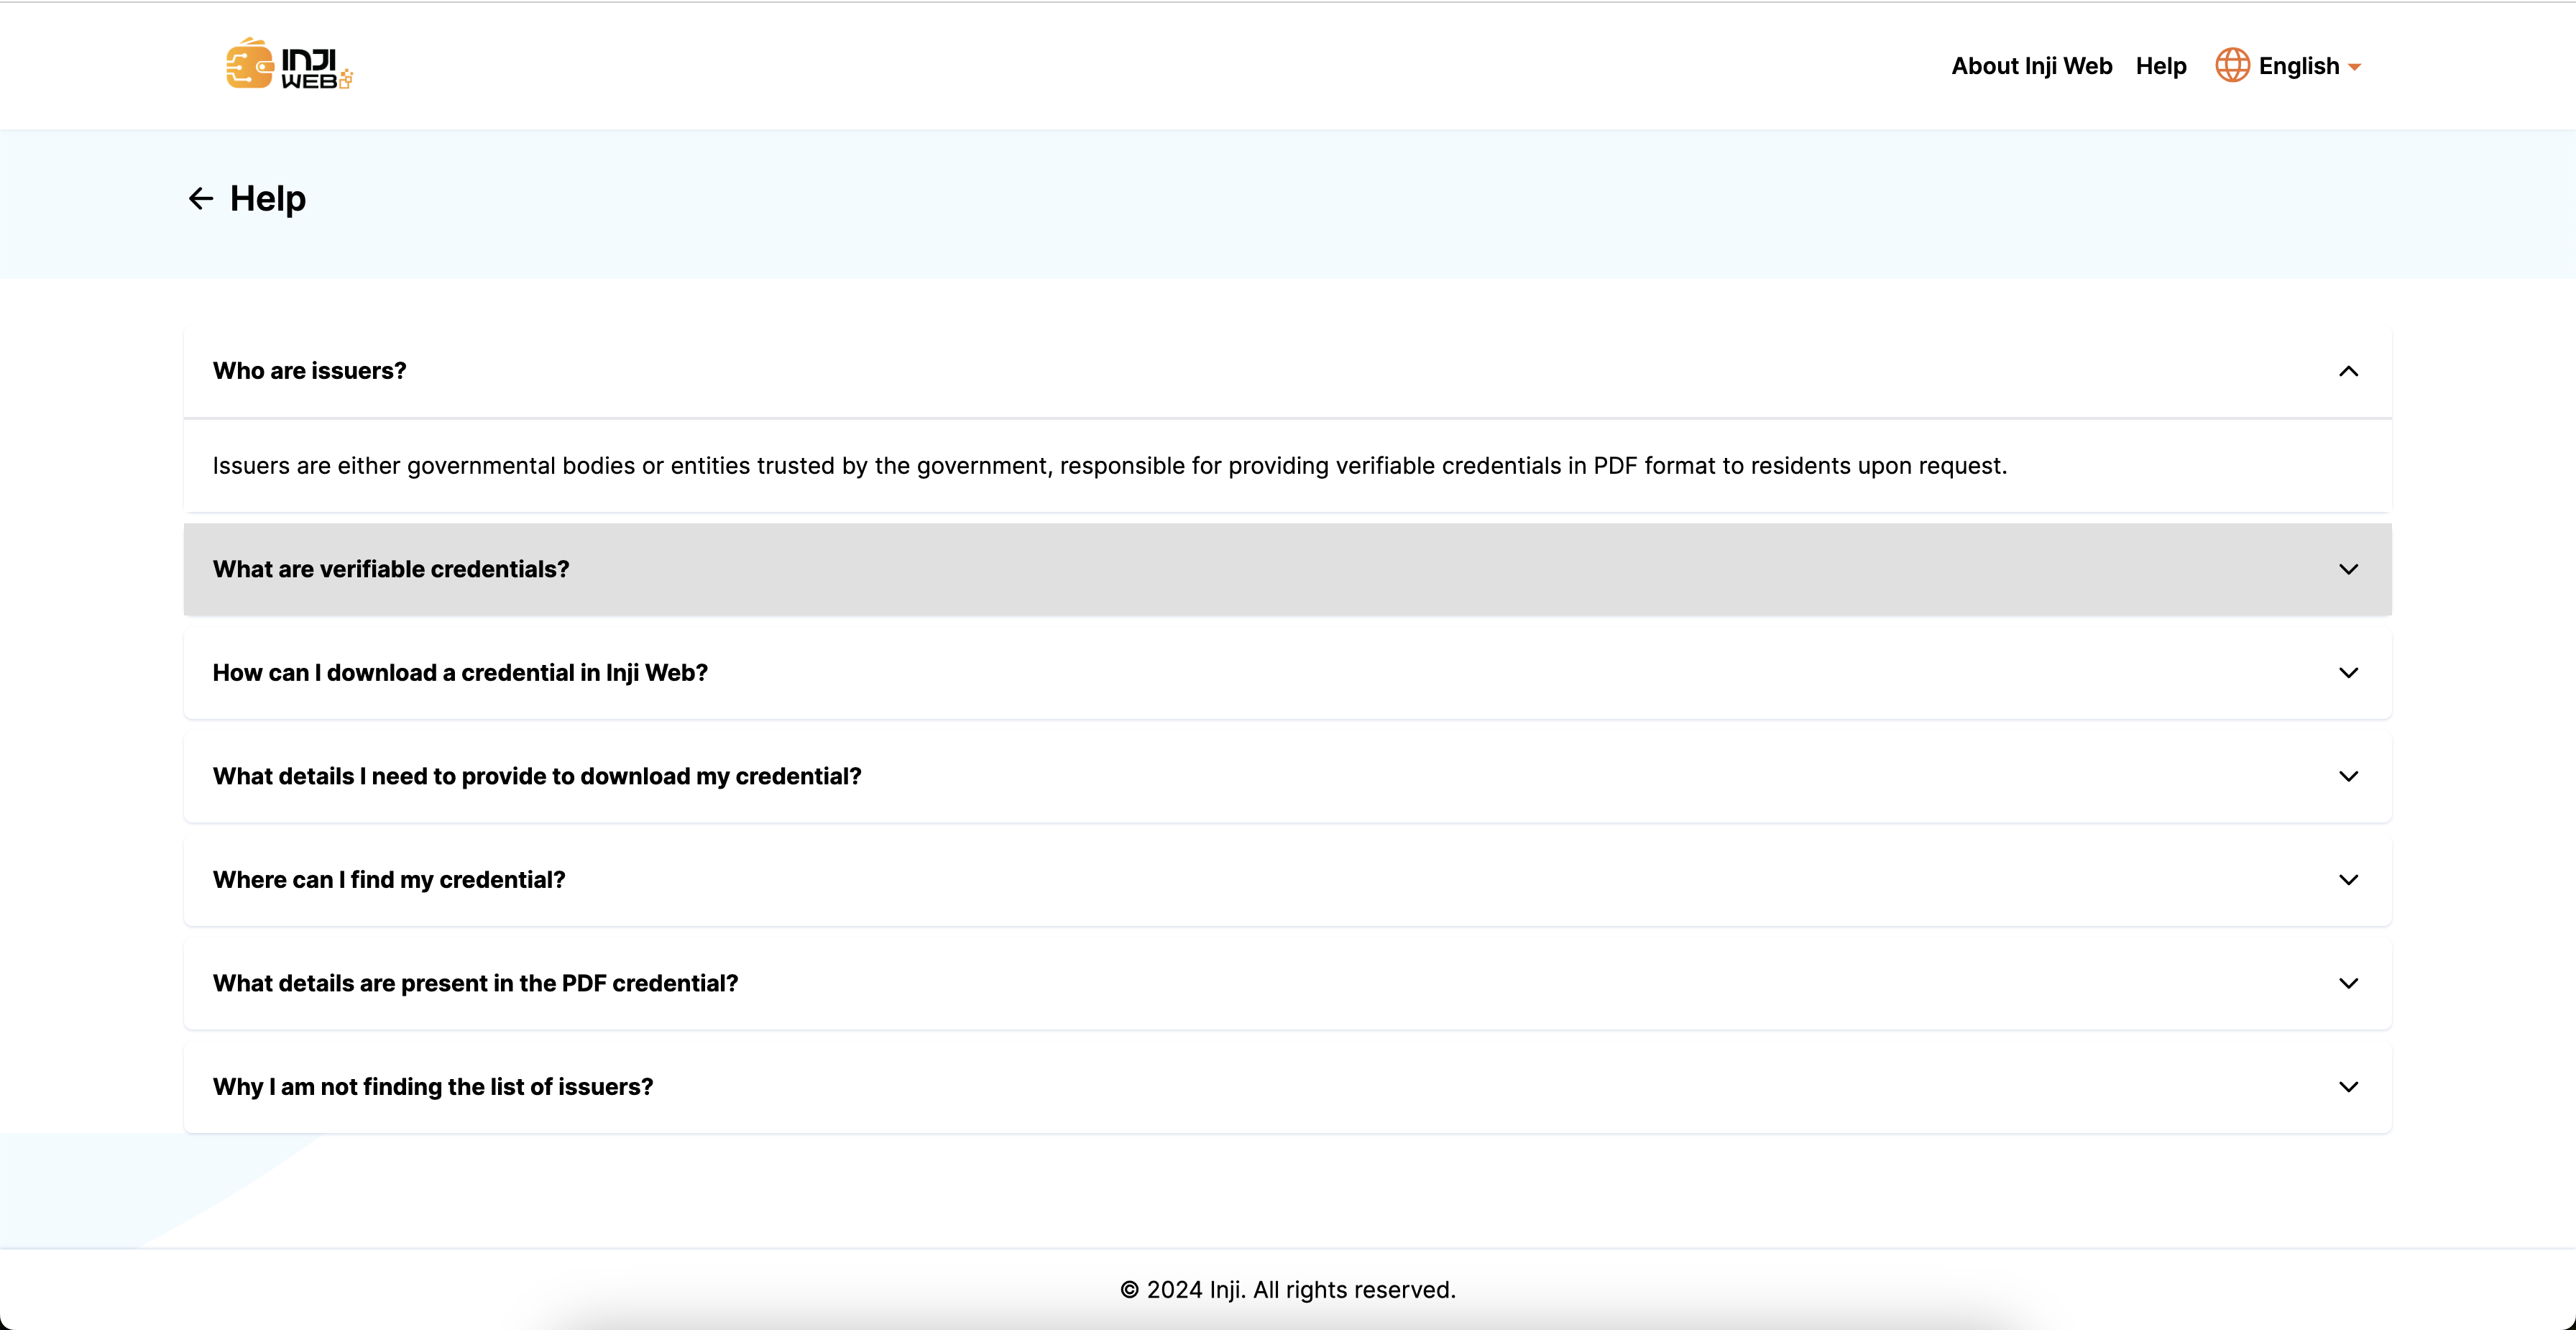 INJI
WEB
About Inji Web Help English
Help
Who are issuers?
Issuers are either governmental bodies or entities trusted by the government, responsible for providing verifiable credentials in PDF format to residents upon request.
What are verifiable credentials?
How can I download a credential in Inji Web?
What details I need to provide to download my credential?
Where can I find my credential?
What details are present in the PDF credential?
Why I am not finding the list of issuers?
© 2024 Inji. All rights reserved.